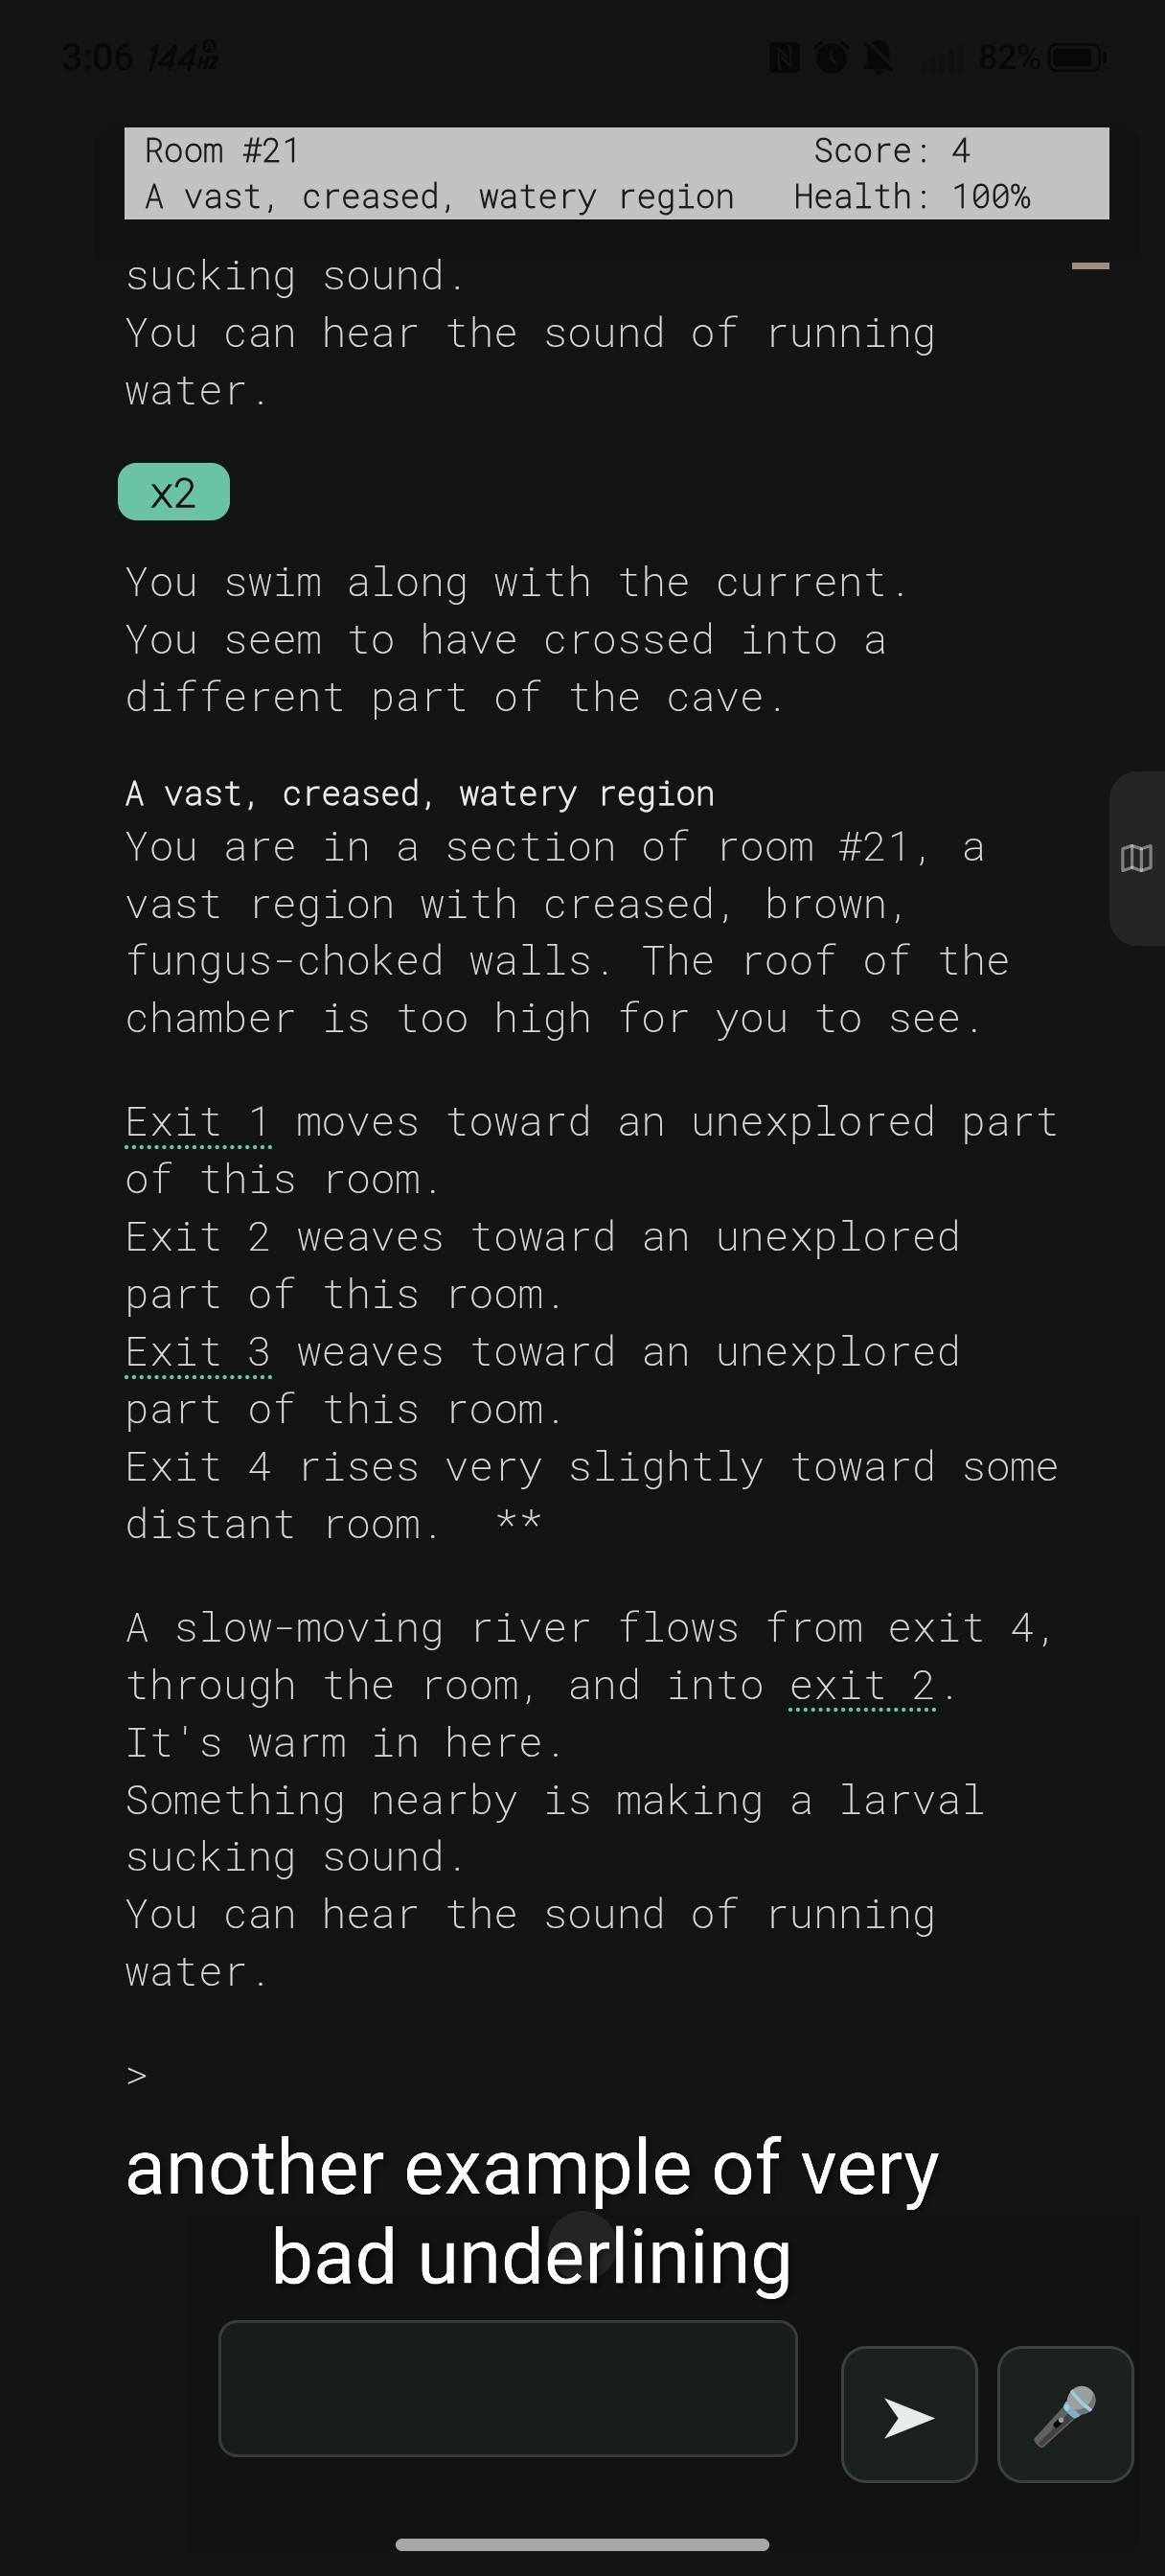 3:06 144Hz 82%
Room #21 Score: 4
A vast, creased, watery region Health: 100%
sucking sound.
You can hear the sound of running
water.
x2
You swim along with the current.
You seem to have crossed into a
different part of the cave.
A vast, creased, watery region
You are in a section of room #21, a
vast region with creased, brown,
fungus-choked walls. The roof of the
chamber is too high for you to see.
Exit 1 moves toward an unexplored part
of this room.
Exit 2 weaves toward an unexplored
part of this room.
Exit 3 weaves toward an unexplored
part of this room.
Exit 4 rises very slightly toward some
distant room.  **
A slow-moving river flows from exit 4,
through the room, and into exit 2.
It's warm in here.
Something nearby is making a larval
sucking sound.
You can hear the sound of running
water.
>
another example of very
bad underlining